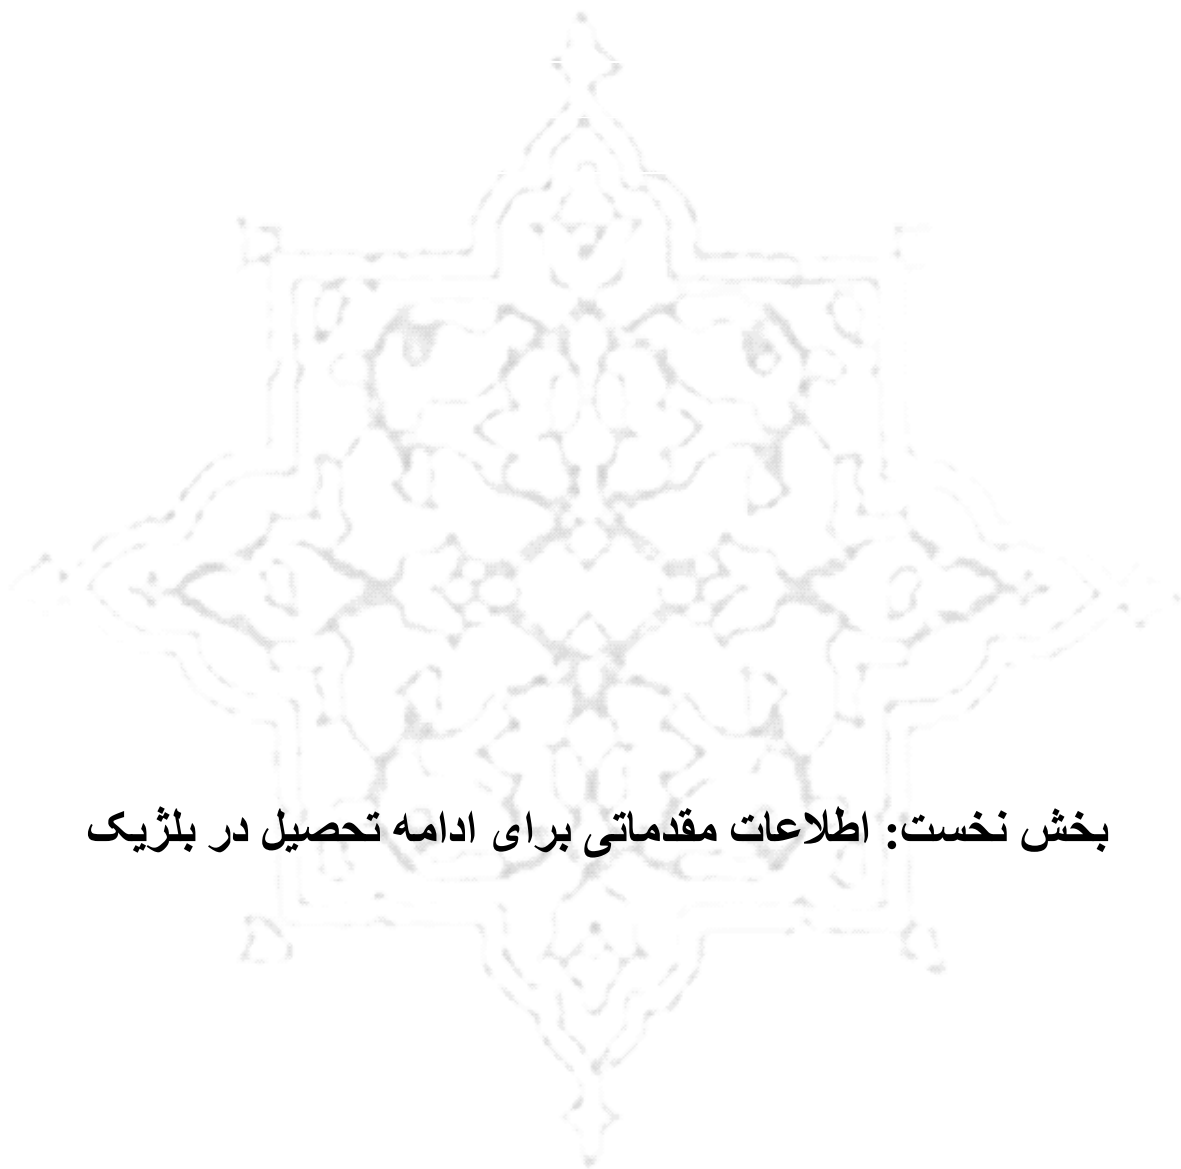 بخش نخست: اطلاعات مقدماتی برای ادامه تحصیل در بلژیک